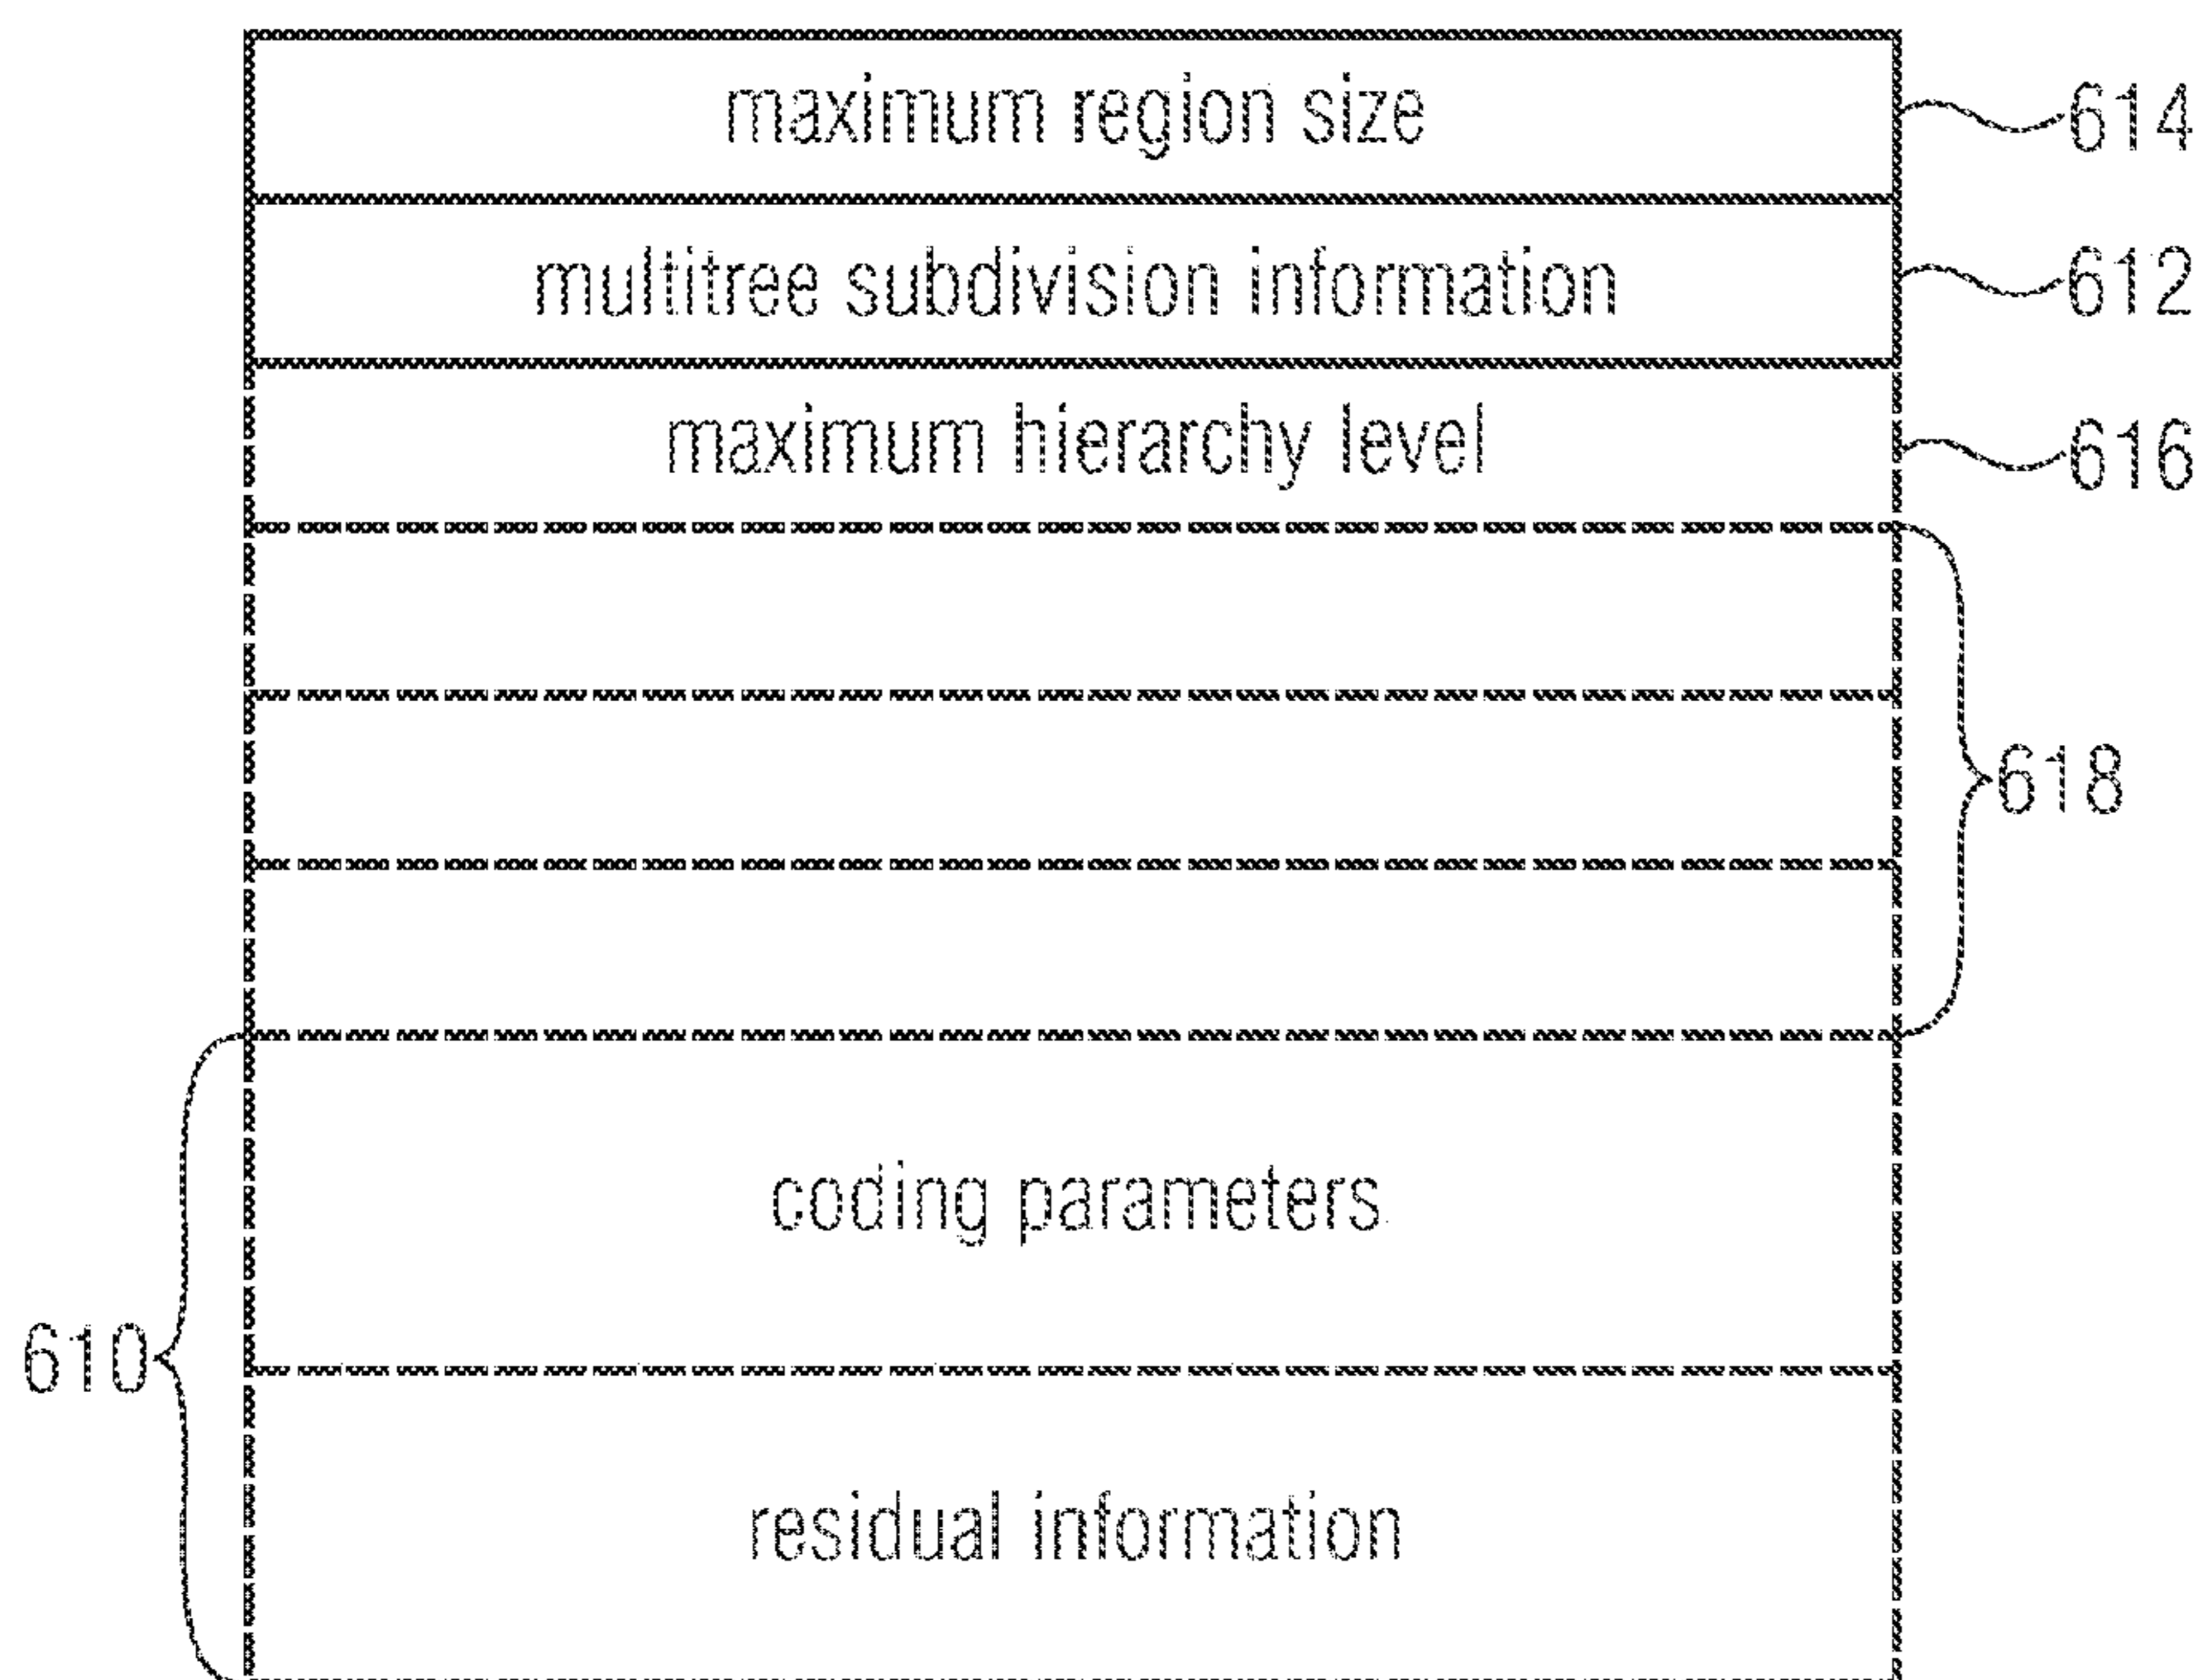 maximum region size 614
multitree subdivision information 612
maximum hierarchy level 616
618
coding parameters
610
residual information